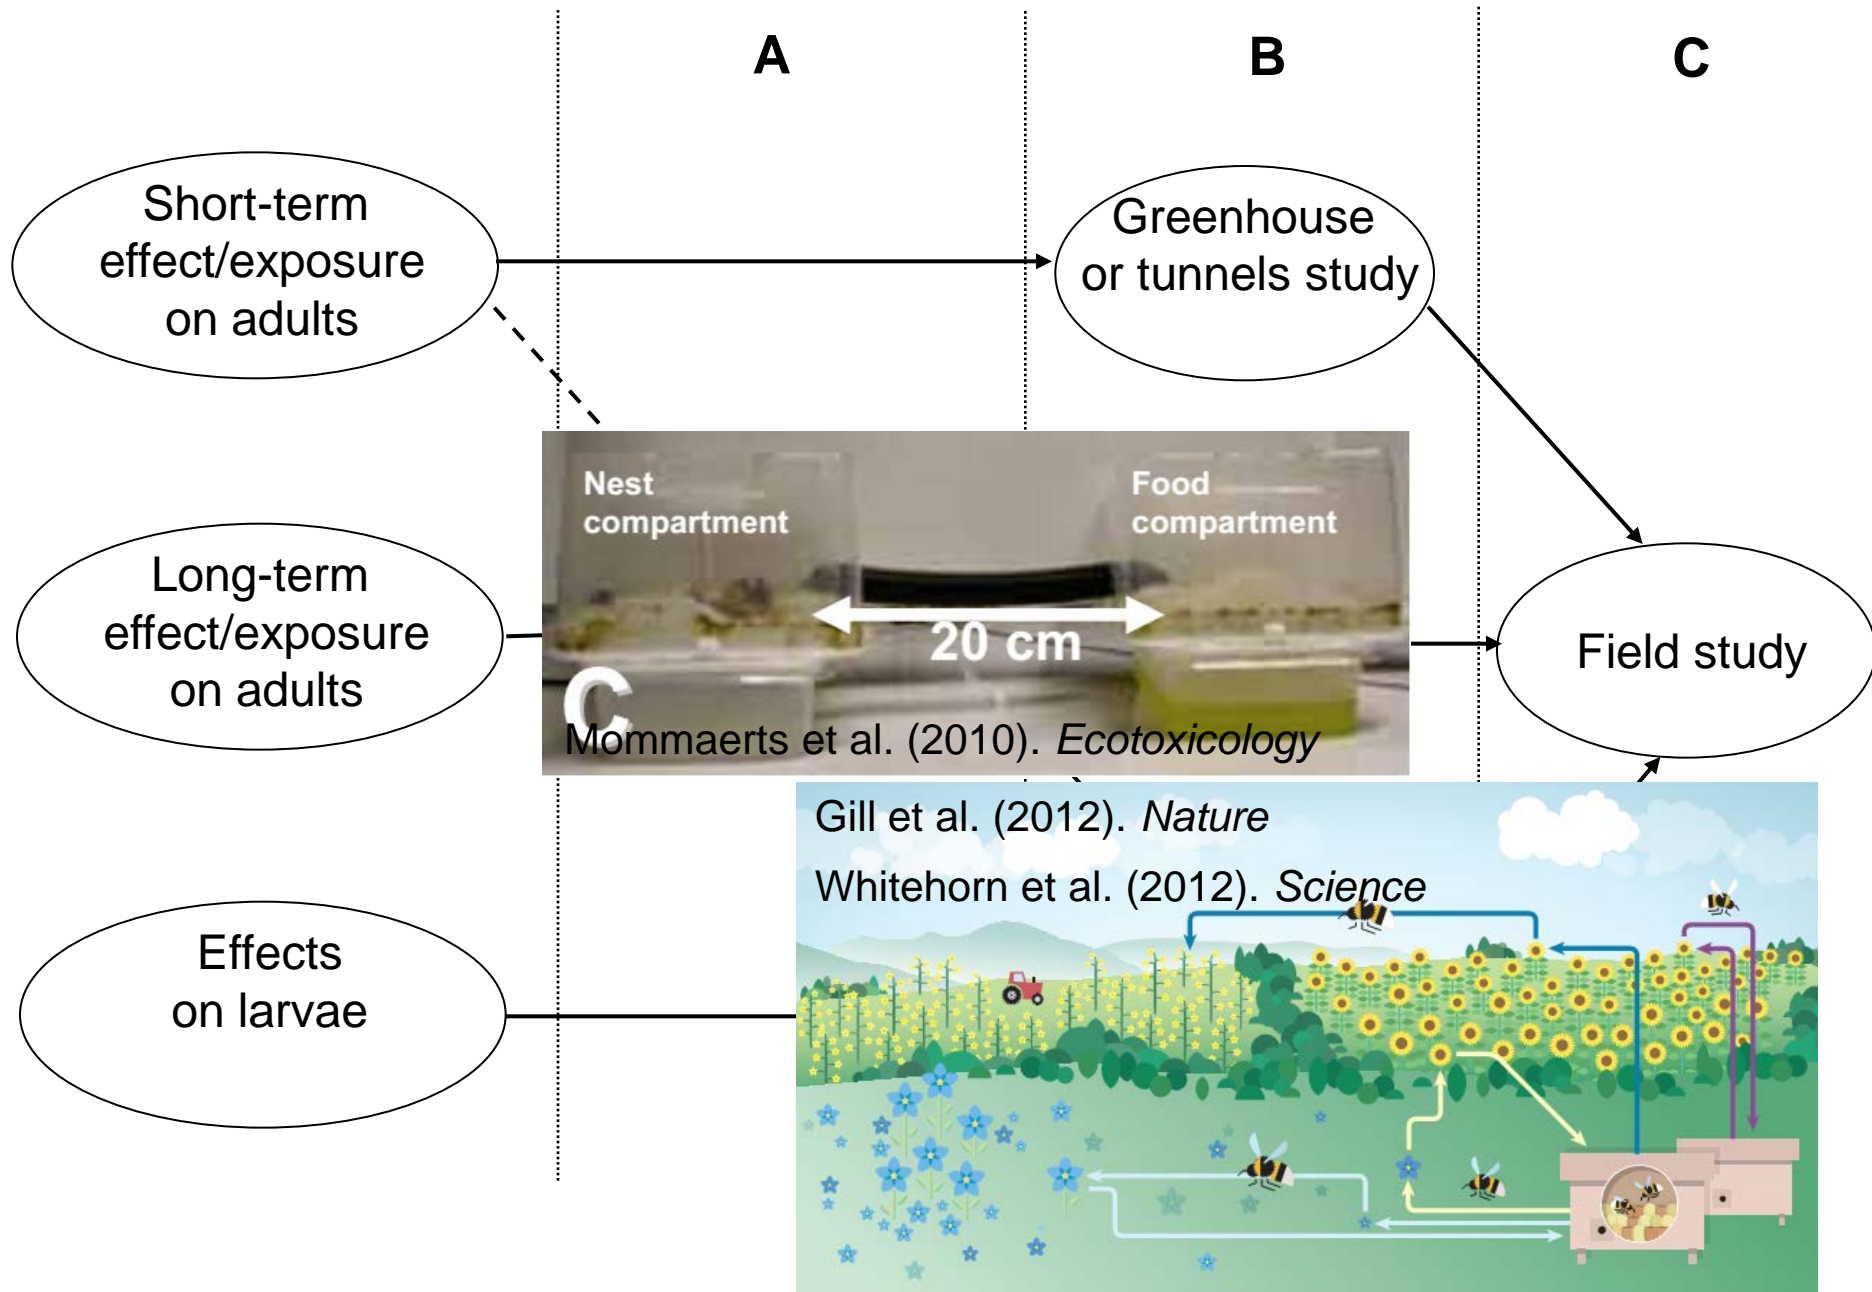 A
B
C
Short-term
effect/exposure
on adults
Greenhouse
or tunnels study
Nest
compartment
Food
compartment
20 cm
C
Mommaerts et al. (2010). Ecotoxicology
Long-term
effect/exposure
on adults
Field study
Gill et al. (2012). Nature
Whitehorn et al. (2012). Science
Effects
on larvae